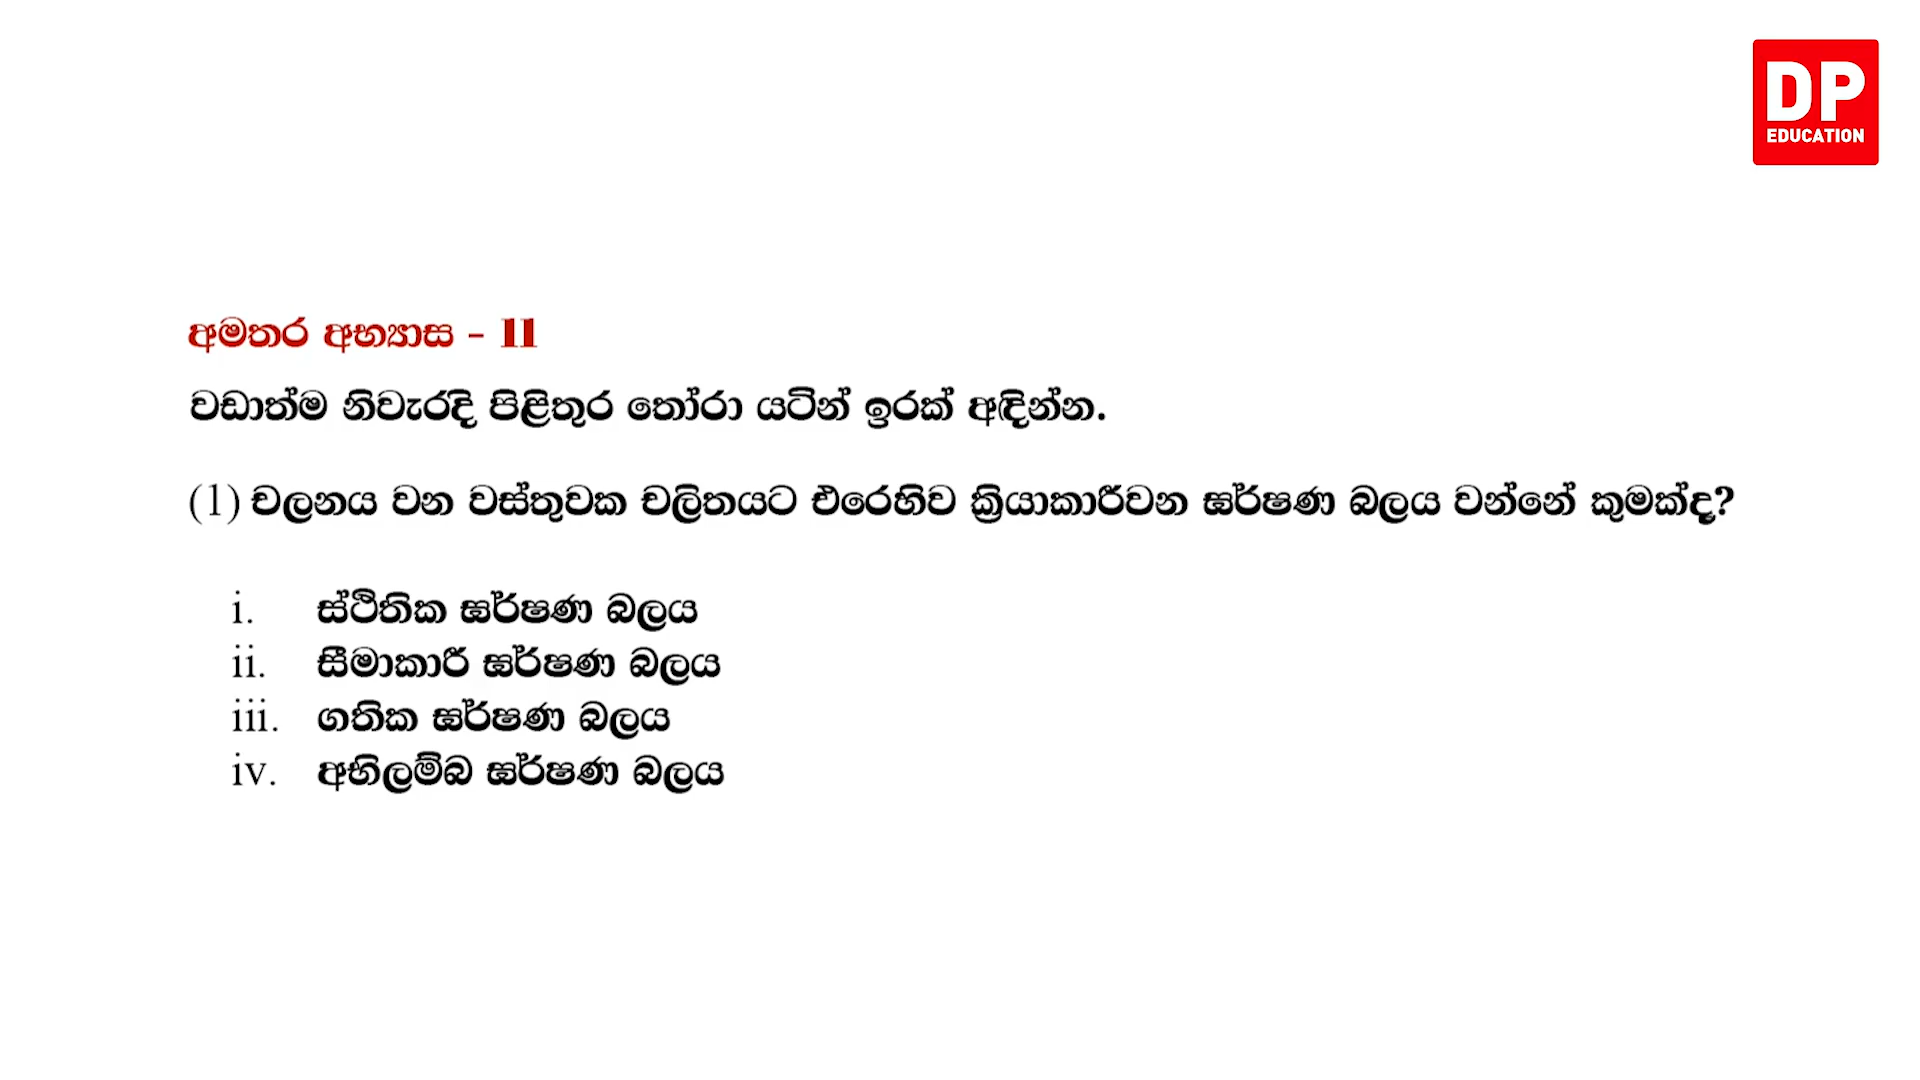 DP
EDUCATION
අමතර අභ්‍යාස - II
වඩාත්ම නිවැරදි පිළිතුර තෝරා යටින් ඉරක් අඳින්න.
(1) චලනය වන වස්තුවක චලිතයට එරෙහිව ක්‍රියාකාරීවන ඝර්ෂණ බලය වන්නේ කුමක්ද?
i. ස්ථිතික ඝර්ෂණ බලය
ii. සීමාකාරී ඝර්ෂණ බලය
iii. ගතික ඝර්ෂණ බලය
iv. අභිලම්බ ඝර්ෂණ බලය